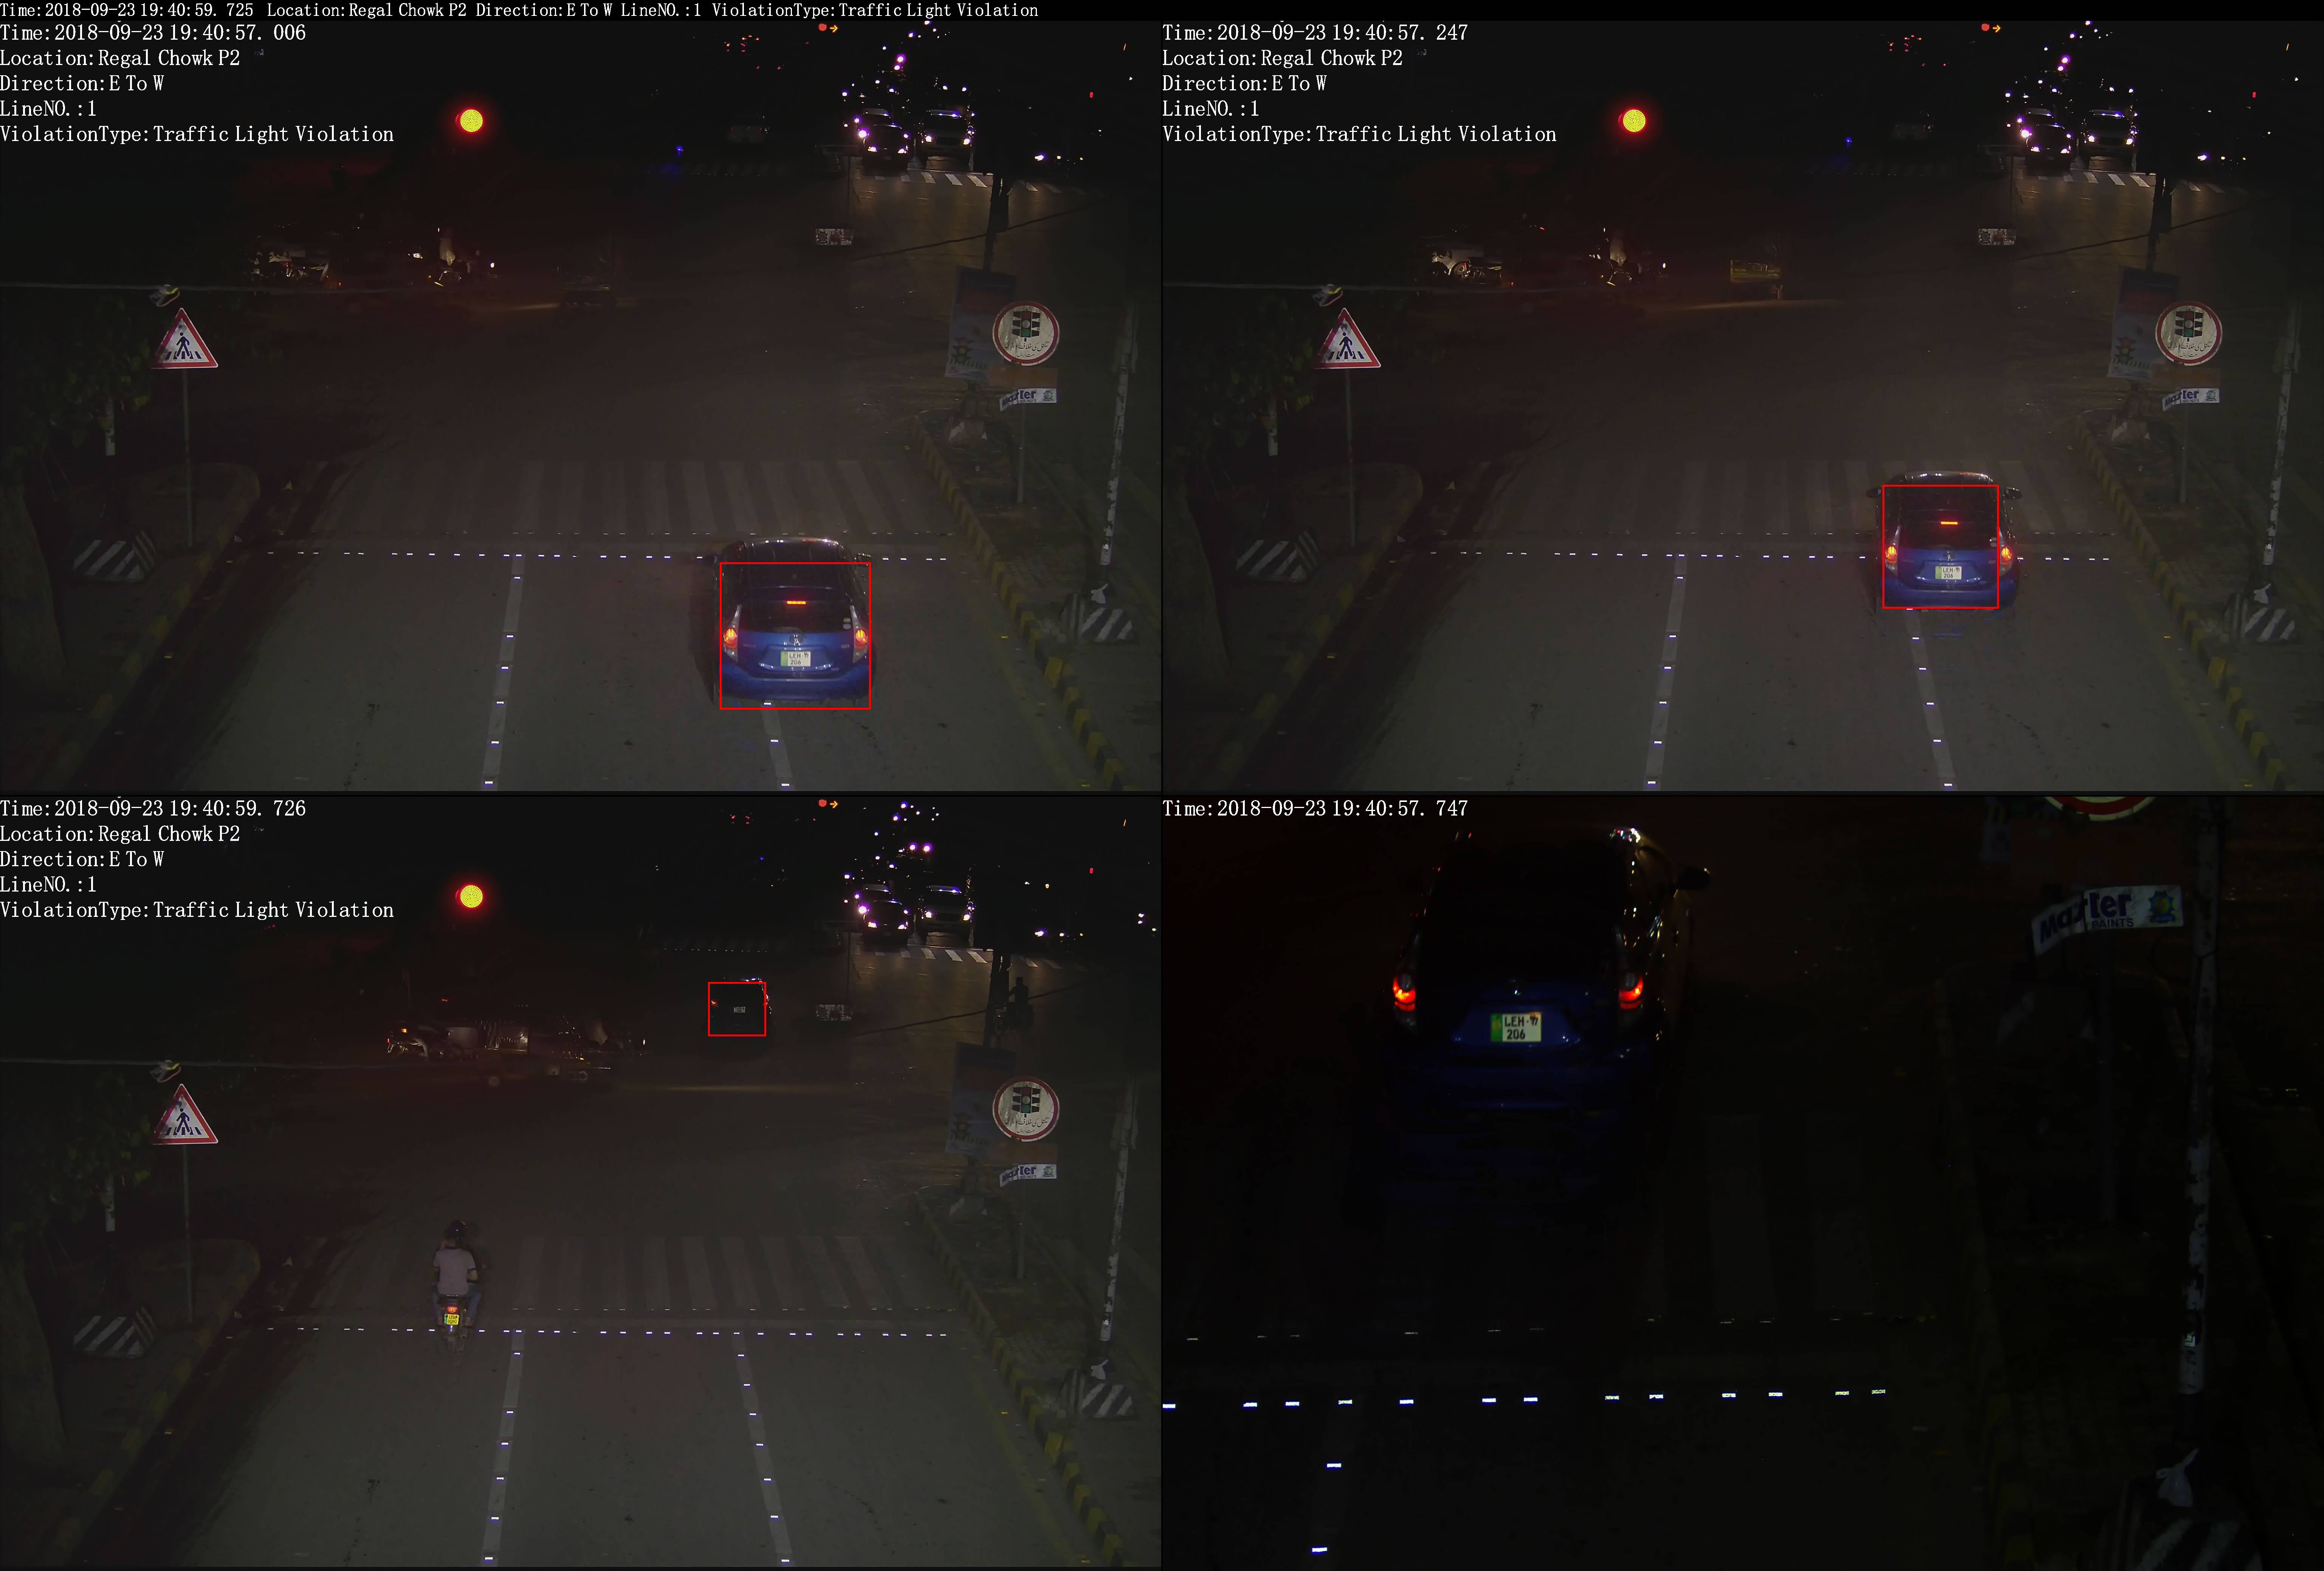 Time:2018-09-23 19:40:59. 725 Location:Regal Chowk P2 Direction:E To W LineNO.:1 ViolationType:Traffic Light Violation
Time:2018-09-23 19:40:57. 006
Location:Regal Chowk P2
Direction:E To W
LineNO.:1
ViolationType:Traffic Light Violation
LEH
206
Time:2018-09-23 19:40:57. 247
Location:Regal Chowk P2
Direction:E To W
LineNO.:1
ViolationType:Traffic Light Violation
LEH
206
Time:2018-09-23 19:40:59. 726
Location:Regal Chowk P2
Direction:E To W
LineNO.:1
ViolationType:Traffic Light Violation
Time:2018-09-23 19:40:57. 747
Master
PAINTS
LEH
206